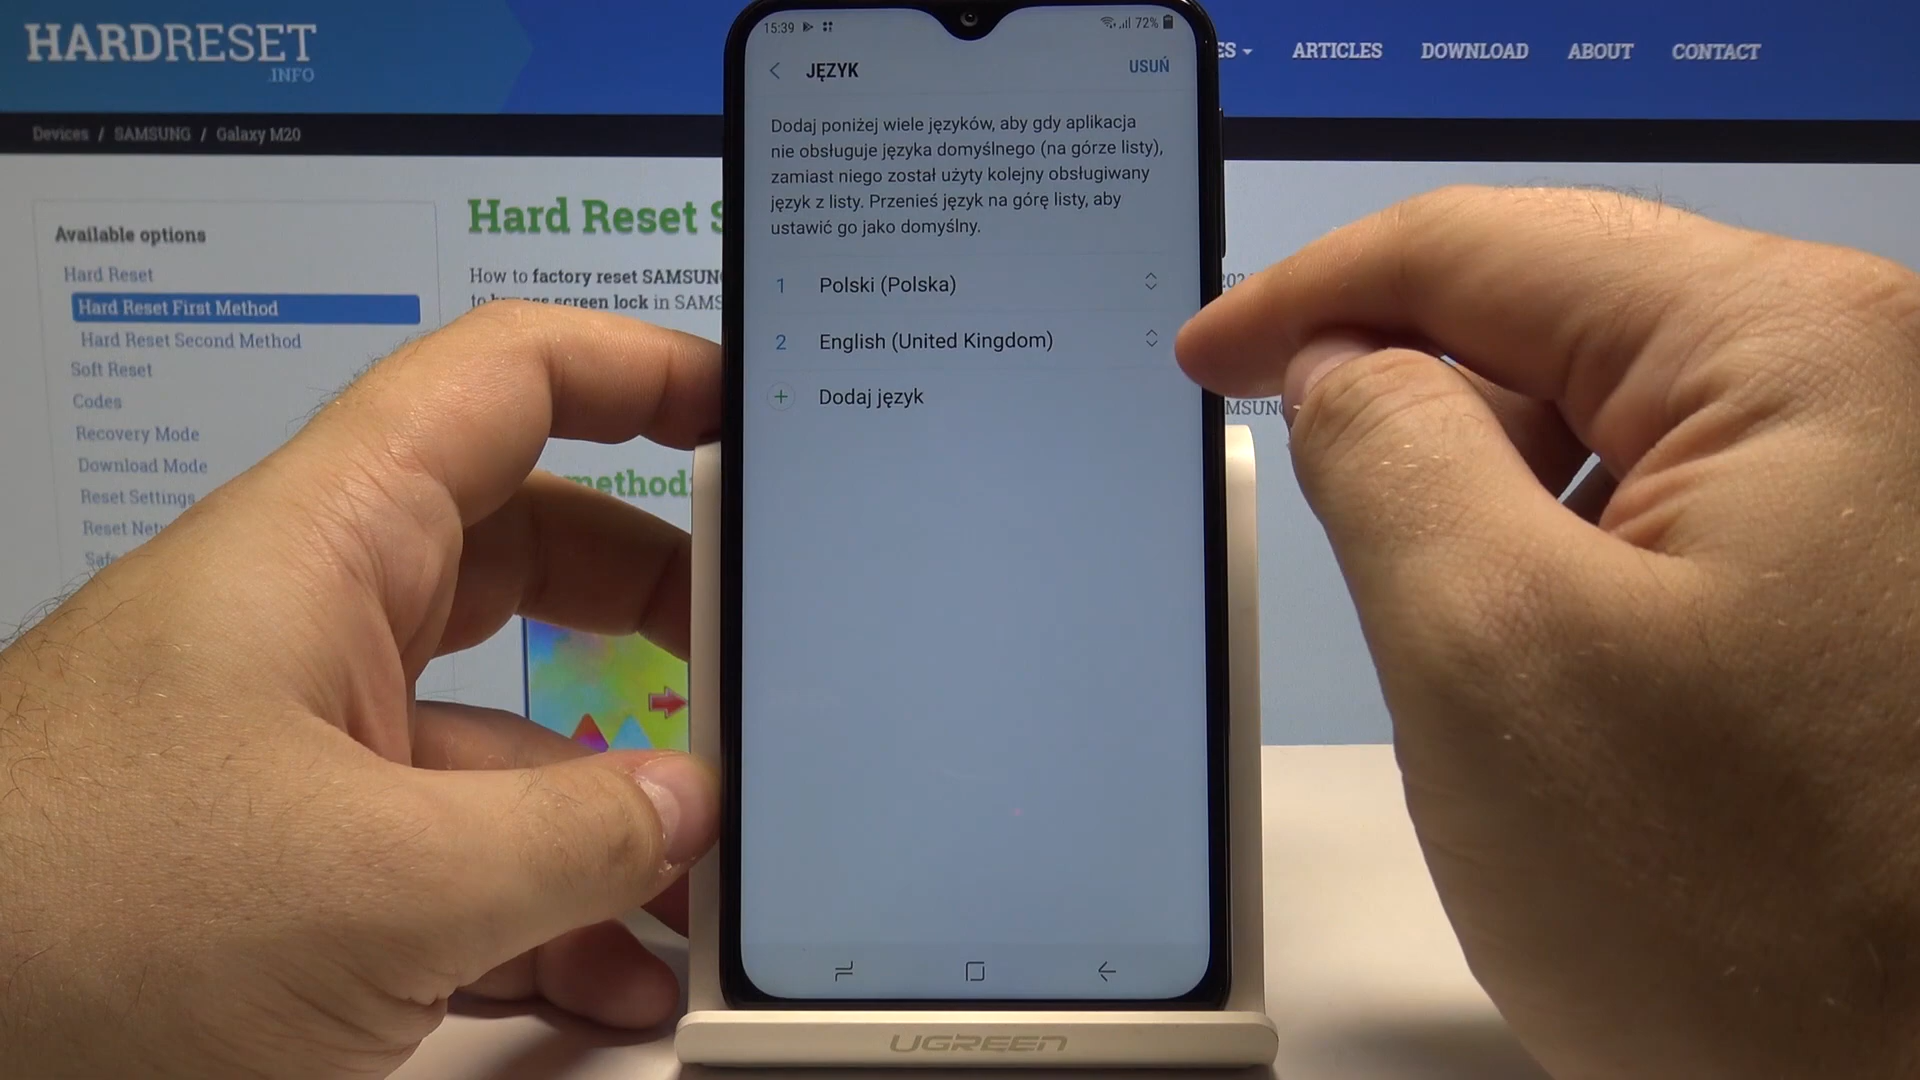 HARDRESET
.INFO
ES
ARTICLES
DOWNLOAD
ABOUT
CONTACT
Devices / SAMSUNG / Galaxy M20
Available options
Hard Reset
Hard Reset First Method
Hard Reset Second Method
Soft Reset
Codes
Recovery Mode
Download Mode
Reset Settings
Reset
Hard Reset S
How to factory reset SAMSUNG
to bypass screen lock in SAMS
method:
15:39
72%
JĘZYK
USUŃ
Dodaj poniżej wiele języków, aby gdy aplikacja
nie obsługuje języka domyślnego (na górze listy),
zamiast niego został użyty kolejny obsługiwany
język z listy. Przenieś język na górę listy, aby
ustawić go jako domyślny.
1 Polski (Polska)
2 English (United Kingdom)
+ Dodaj język
UGREEN